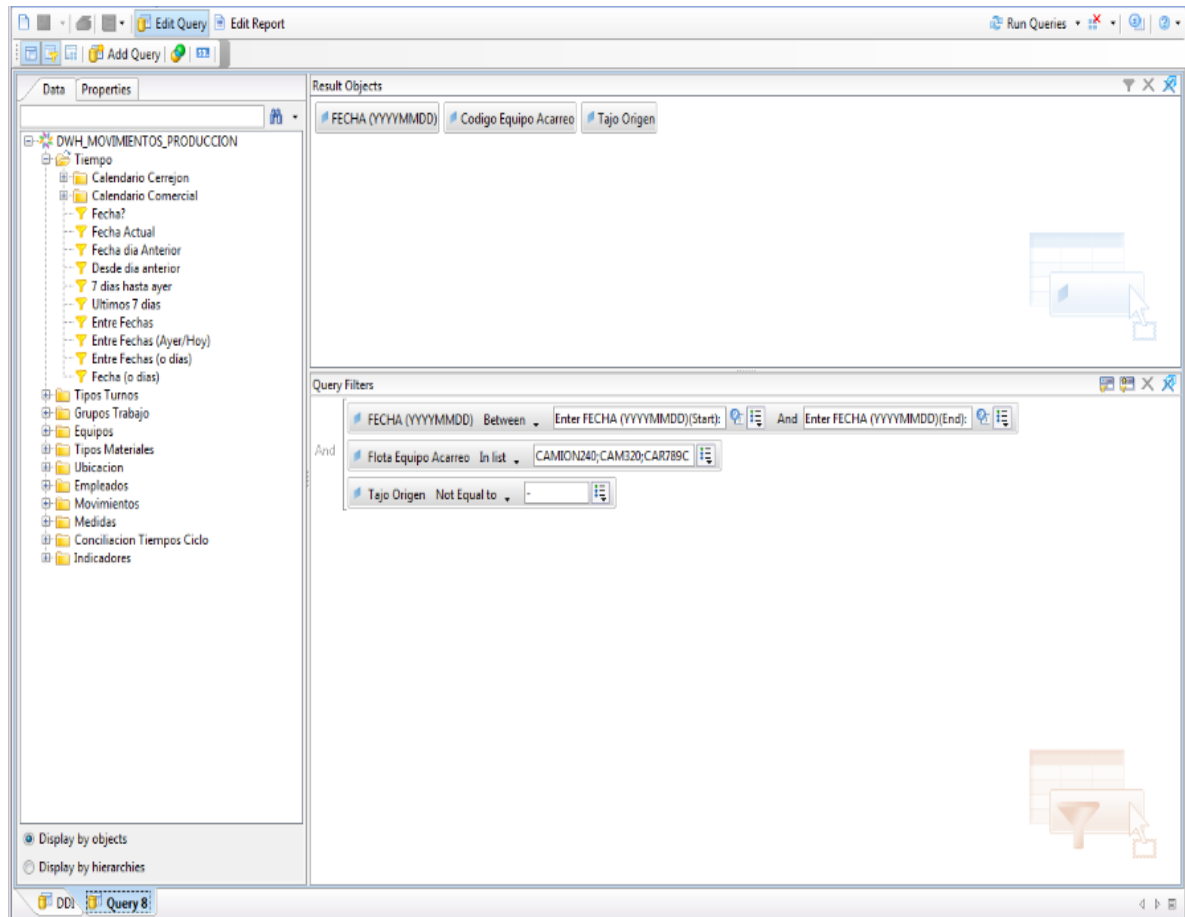 Edit Query Edit Report Run Queries
Add Query
Data Properties
DWH_MOVIMIENTOS_PRODUCCION
Tiempo
Calendario Cerrejon
Calendario Comercial
Fecha?
Fecha Actual
Fecha dia Anterior
Desde dia anterior
7 dias hasta ayer
Ultimos 7 dias
Entre Fechas
Entre Fechas (Ayer/Hoy)
Entre Fechas (o días)
Fecha (o dias)
Tipos Turnos
Grupos Trabajo
Equipos
Tipos Materiales
Ubicacion
Empleados
Movimientos
Medidas
Conciliacion Tiempos Ciclo
Indicadores
Display by objects
Display by hierarchies
Result Objects
FECHA (YYYYMMDD) Codigo Equipo Acarreo Tajo Origen
Query Filters
FECHA (YYYYMMDD) Between Enter FECHA (YYYYMMDD)(Start): And Enter FECHA (YYYYMMDD)(End):
And
Flota Equipo Acarreo In list CAMION240;CAM320;CAR789C
Tajo Origen Not Equal to -
DDI Query 8